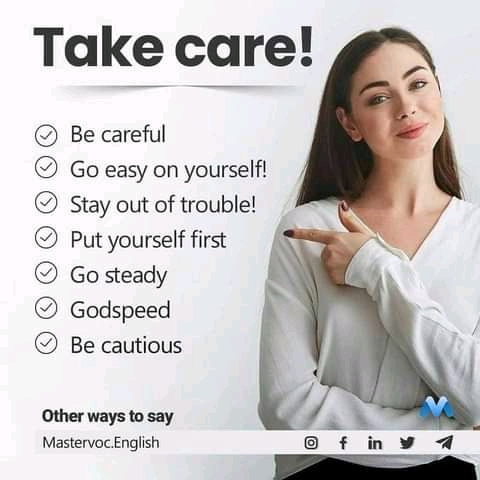 Take care!
Be careful
Go easy on yourself!
Stay out of trouble!
Put yourself first
Go steady
Godspeed
Be cautious
Other ways to say
Mastervoc.English